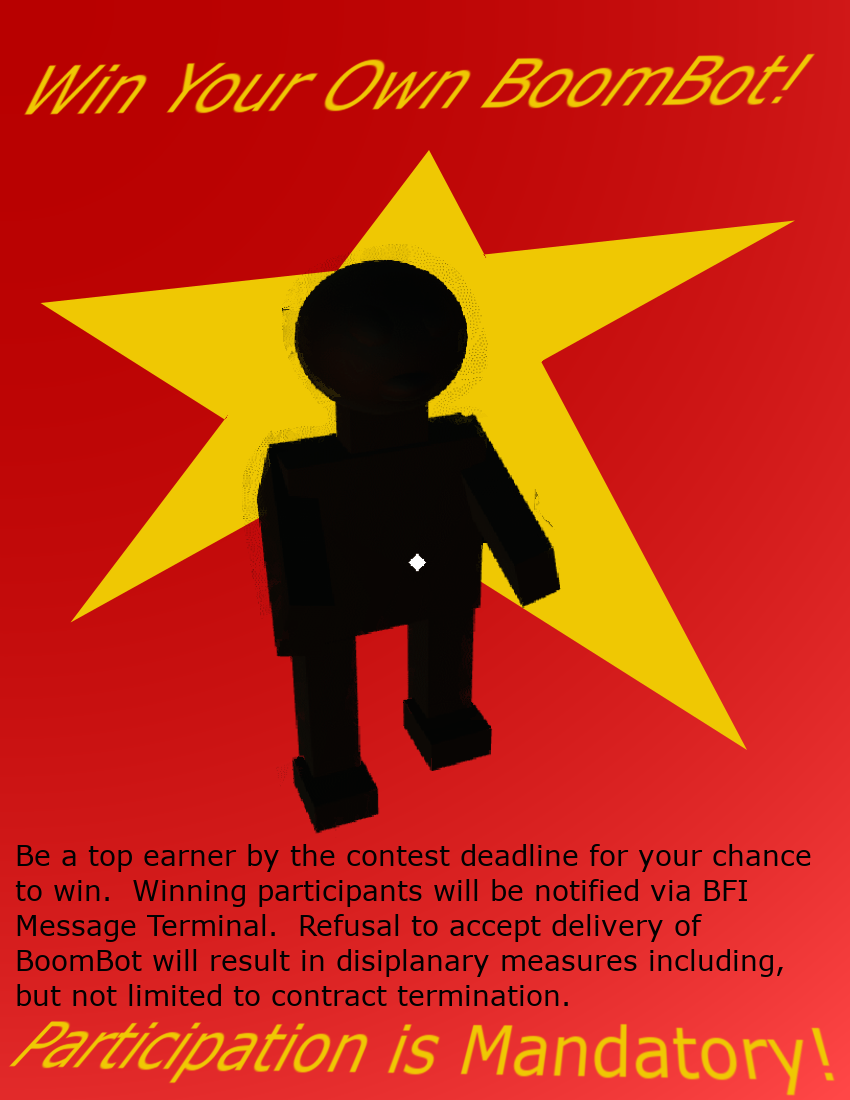 Win Your Own BoomBot!
Be a top earner by the contest deadline for your chance
to win.  Winning participants will be notified via BFI
Message Terminal.  Refusal to accept delivery of
BoomBot will result in disiplanary measures including,
but not limited to contract termination.
Participation is Mandatory!